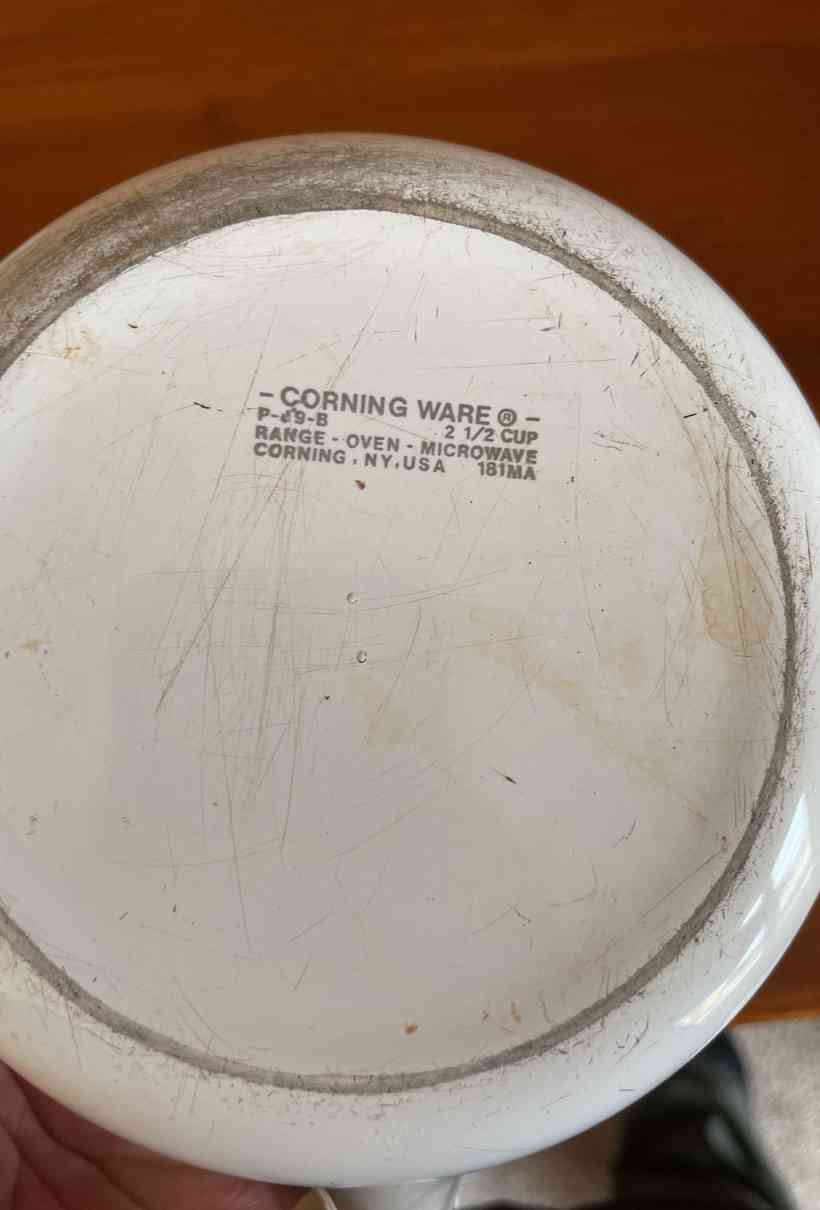 - CORNING WARE ® -
2 1/2 CUP
RANGE - OVEN - MICROWAVE
CORNING, NY, USA 181MA